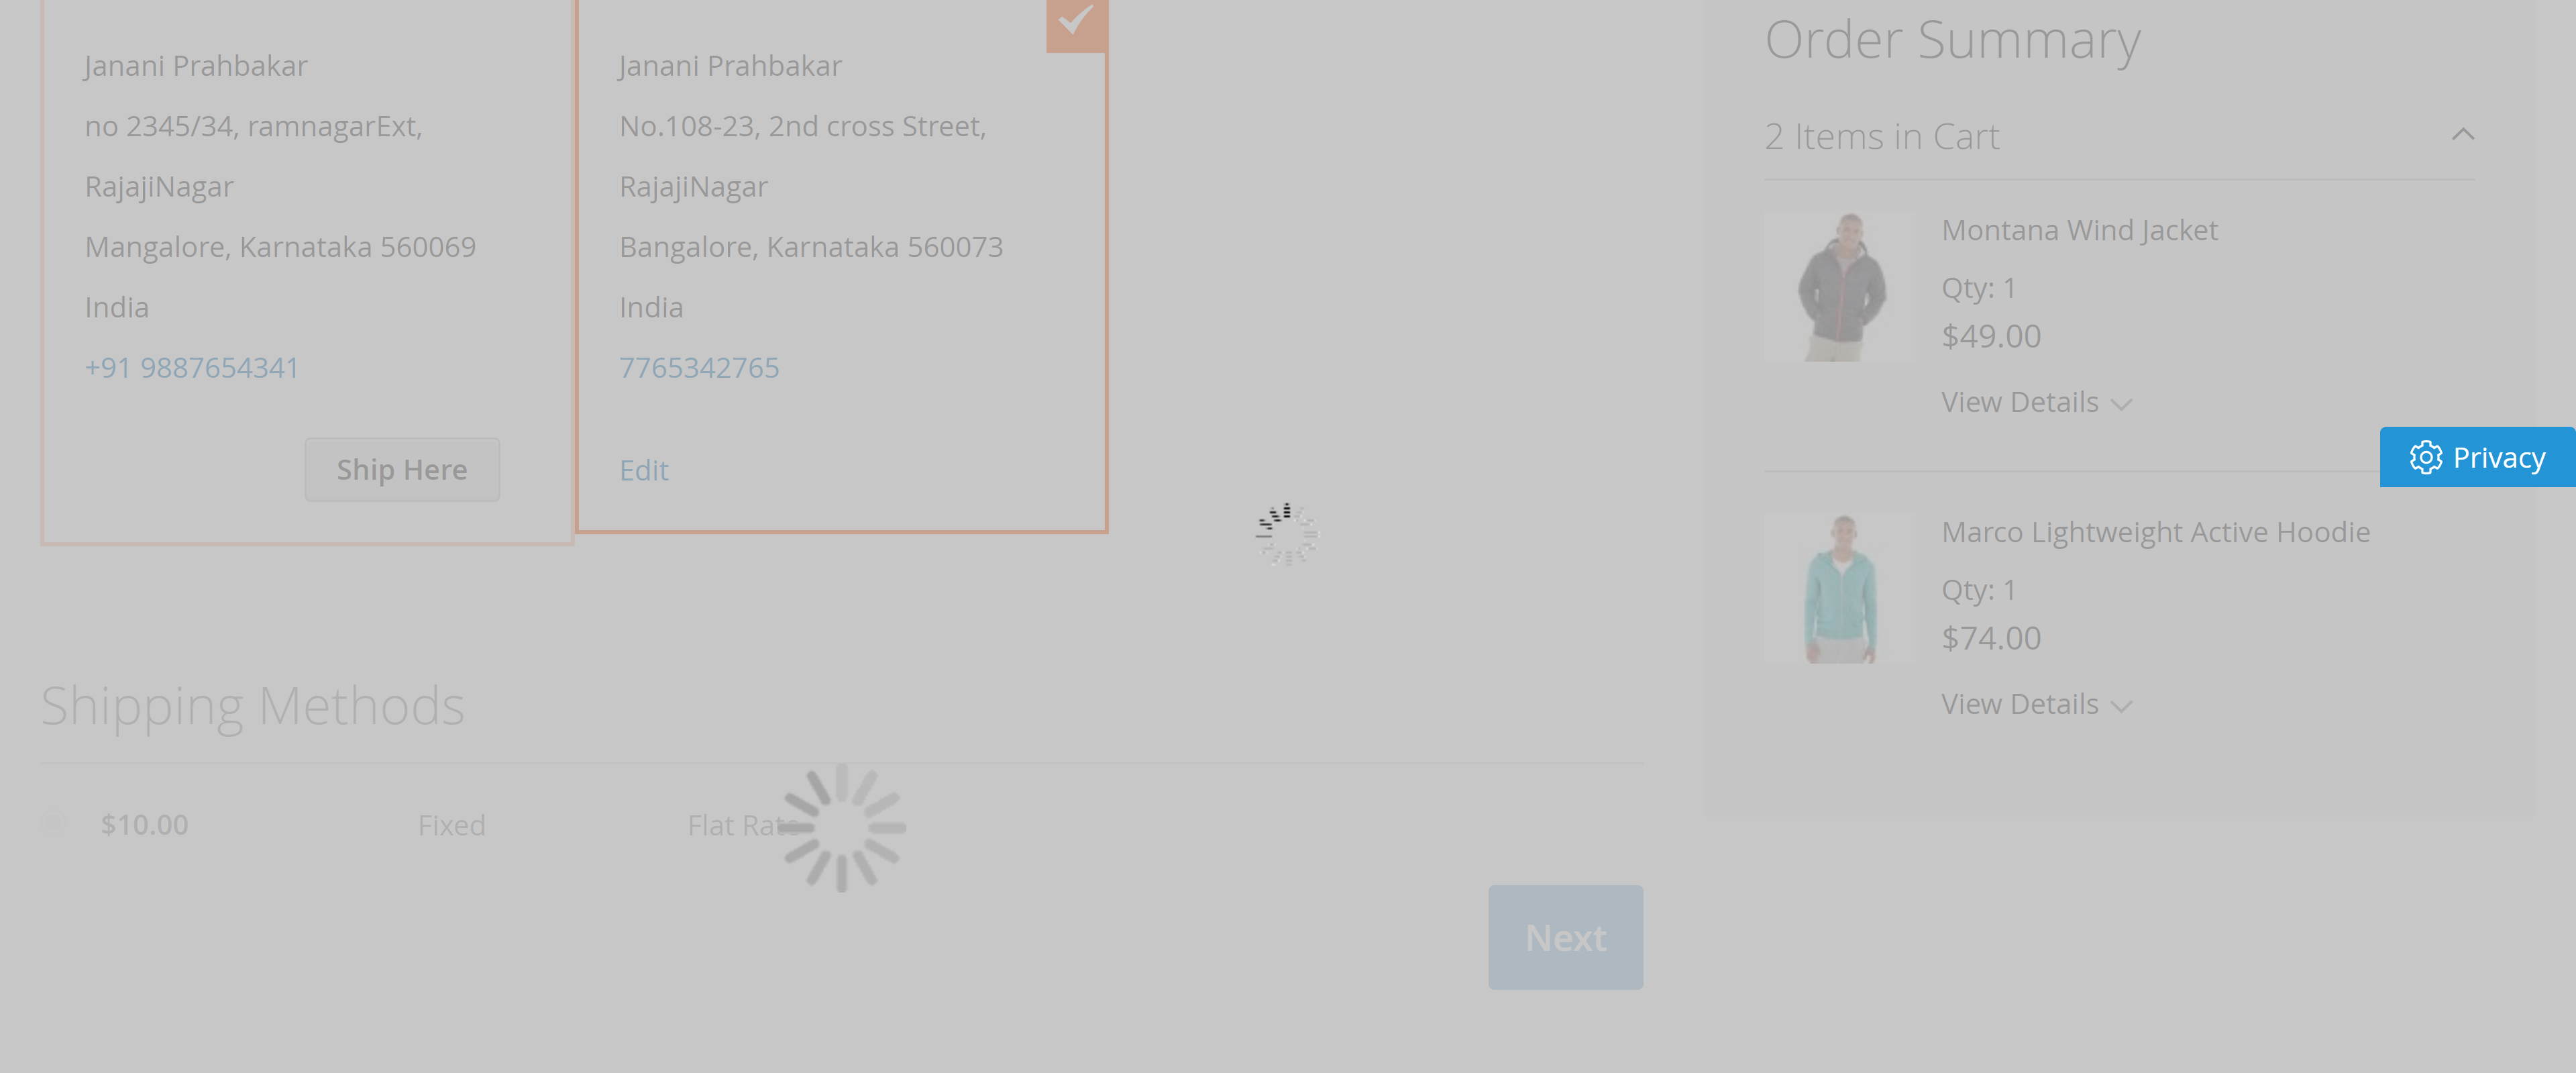 Janani Prahbakar
no 2345/34, ramnagarExt,
RajajiNagar
Mangalore, Karnataka 560069
India
+91 9887654341
Ship Here
Janani Prahbakar
No.108-23, 2nd cross Street,
RajajiNagar
Bangalore, Karnataka 560073
India
7765342765
Edit
Shipping Methods
$10.00 Fixed Flat Rate
Next
Order Summary
2 Items in Cart
Montana Wind Jacket
Qty: 1
$49.00
View Details
Privacy
Marco Lightweight Active Hoodie
Qty: 1
$74.00
View Details